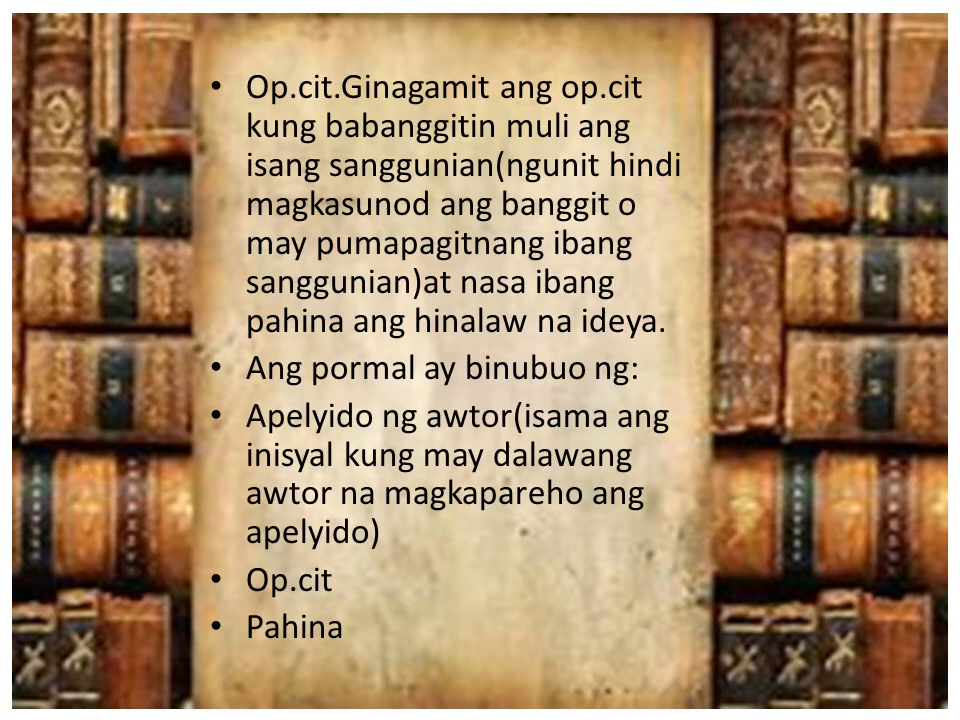 • Op.cit.Ginagamit ang op.cit
kung babanggitin muli ang
isang sanggunian(ngunit hindi
magkasunod ang banggit o
may pumapagitnang ibang
sanggunian)at nasa ibang
pahina ang hinalaw na ideya.
• Ang pormal ay binubuo ng:
• Apelyido ng awtor(isama ang
inisyal kung may dalawang
awtor na magkapareho ang
apelyido)
• Op.cit
• Pahina